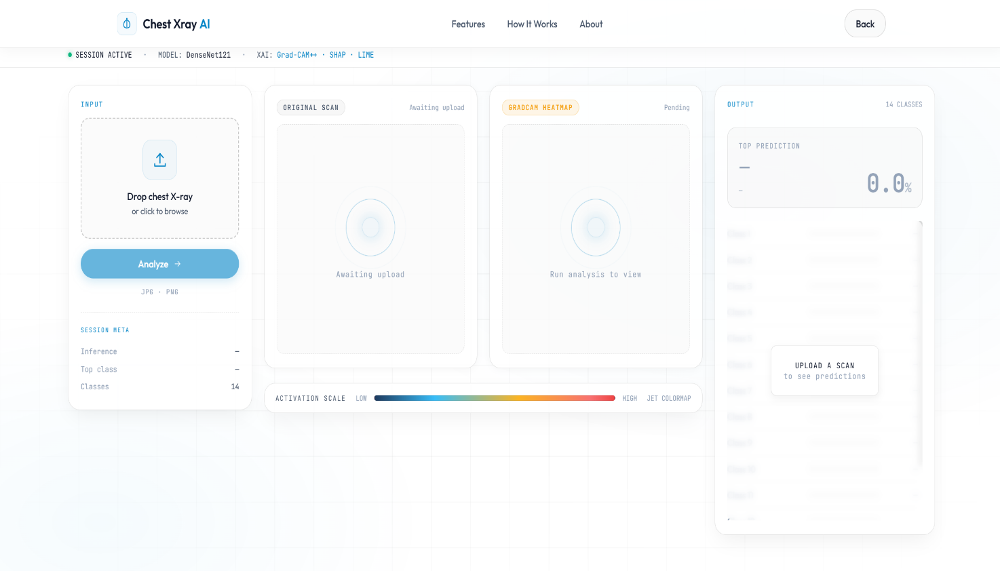 Chest Xray AI
Features
How It Works
About
Back
SESSION ACTIVE · MODEL: DenseNet121 · XAI: Grad-CAM++ · SHAP · LIME
INPUT
Drop chest X-ray
or click to browse
Analyze →
JPG · PNG
SESSION META
Inference —
Top class —
Classes 14
ORIGINAL SCAN
Awaiting upload
Awaiting upload
GRADCAM HEATMAP
Pending
Run analysis to view
ACTIVATION SCALE LOW HIGH JET COLORMAP
OUTPUT
14 CLASSES
TOP PREDICTION
—
—
0.0%
UPLOAD A SCAN
to see predictions